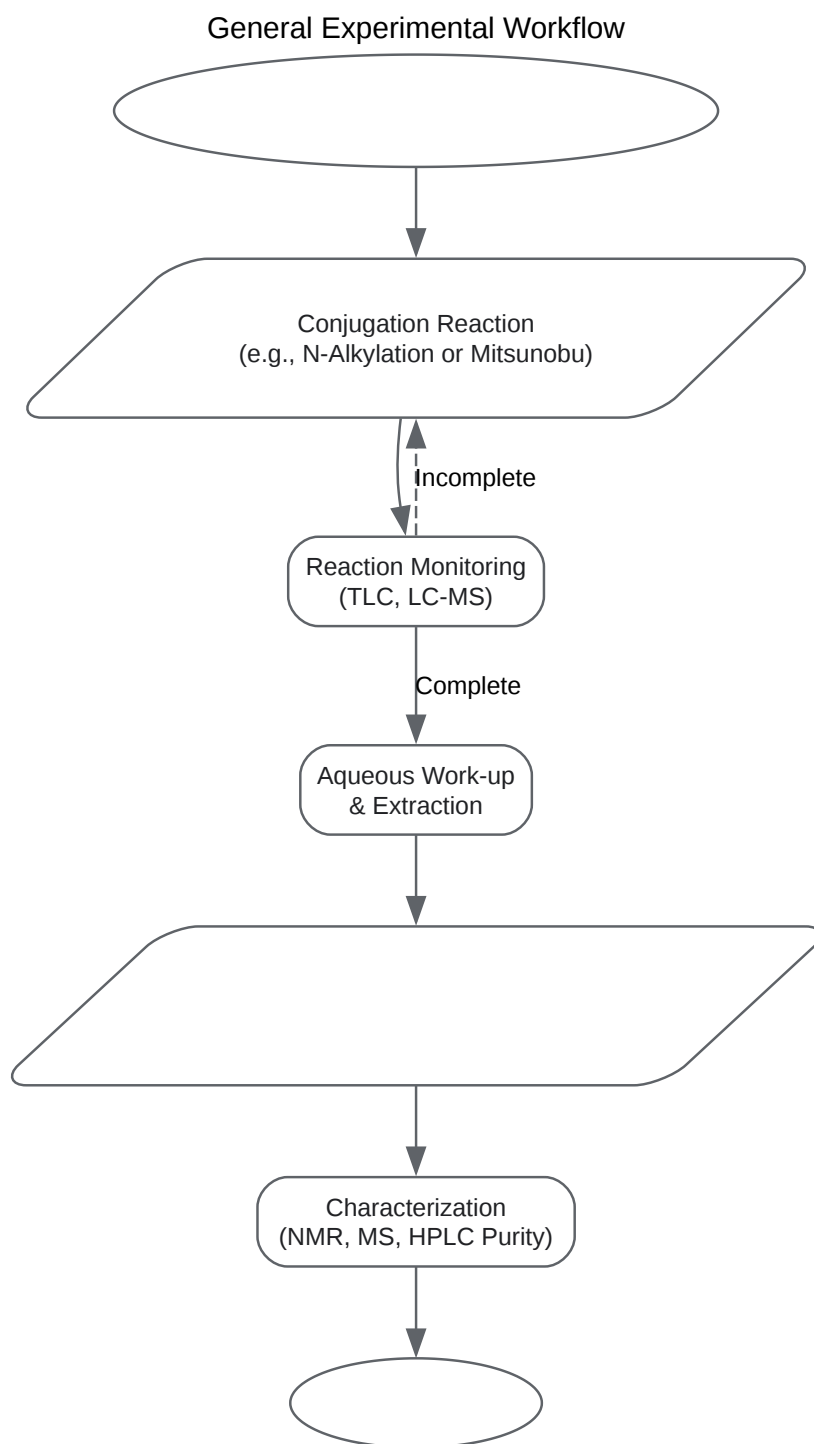 General Experimental Workflow
Conjugation Reaction
(e.g., N-Alkylation or Mitsunobu)
Incomplete
Reaction Monitoring
(TLC, LC-MS)
Complete
Aqueous Work-up
& Extraction
Characterization
(NMR, MS, HPLC Purity)